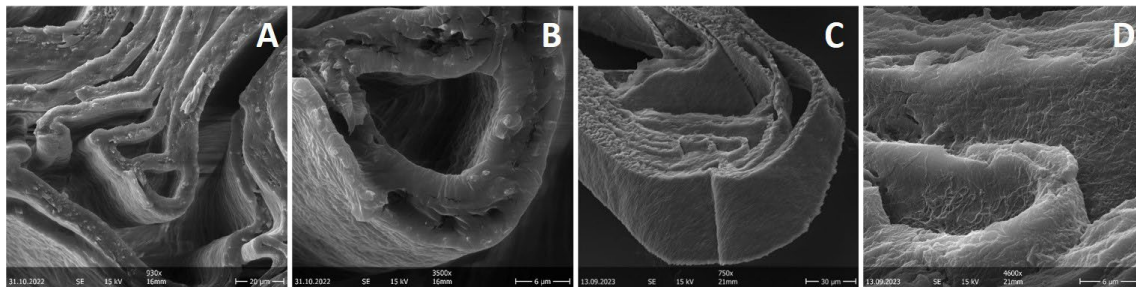 A
B
C
D
930x
31.10.2022 SE 15 kV 16mm 20 µm
3500x
31.10.2022 SE 15 kV 16mm 6 µm
750x
13.09.2023 SE 15 kV 21mm 30 µm
4600x
13.09.2023 SE 15 kV 21mm 6 µm